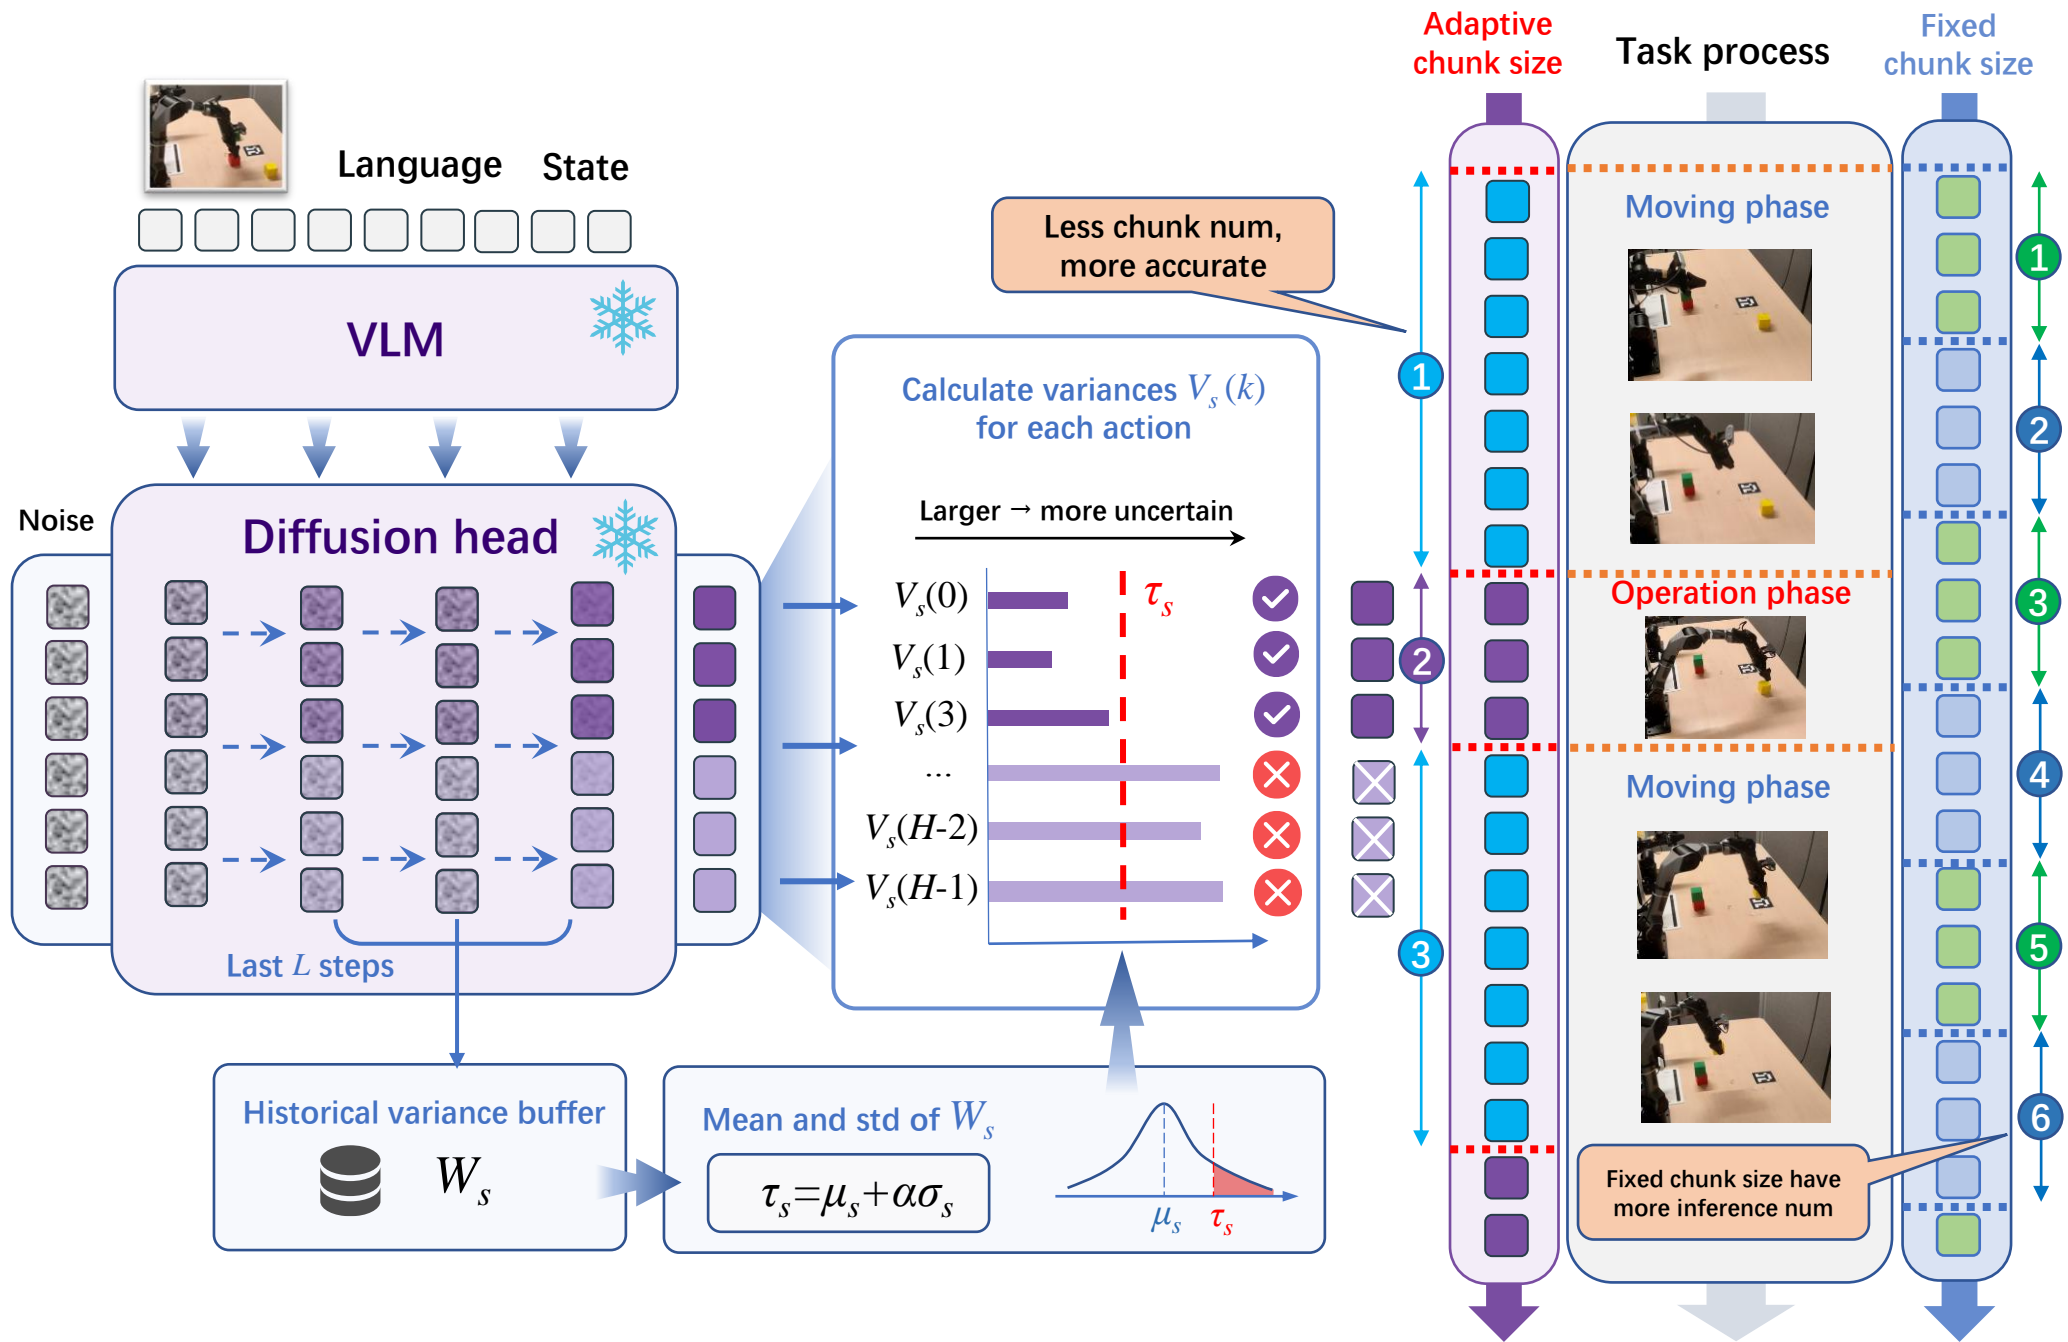 Language
State
VLM
Noise
Diffusion head
Last L steps
Historical variance buffer
W_s
Mean and std of W_s
τ_s=μ_s+ασ_s
μ_s
τ_s
Calculate variances V_s(k)
for each action
Larger → more uncertain
V_s(0)
τ_s
V_s(1)
V_s(3)
...
V_s(H-2)
V_s(H-1)
Less chunk num,
more accurate
Adaptive
chunk size
1
2
3
Task process
Moving phase
Operation phase
Moving phase
Fixed chunk size have
more inference num
Fixed
chunk size
1
2
3
4
5
6